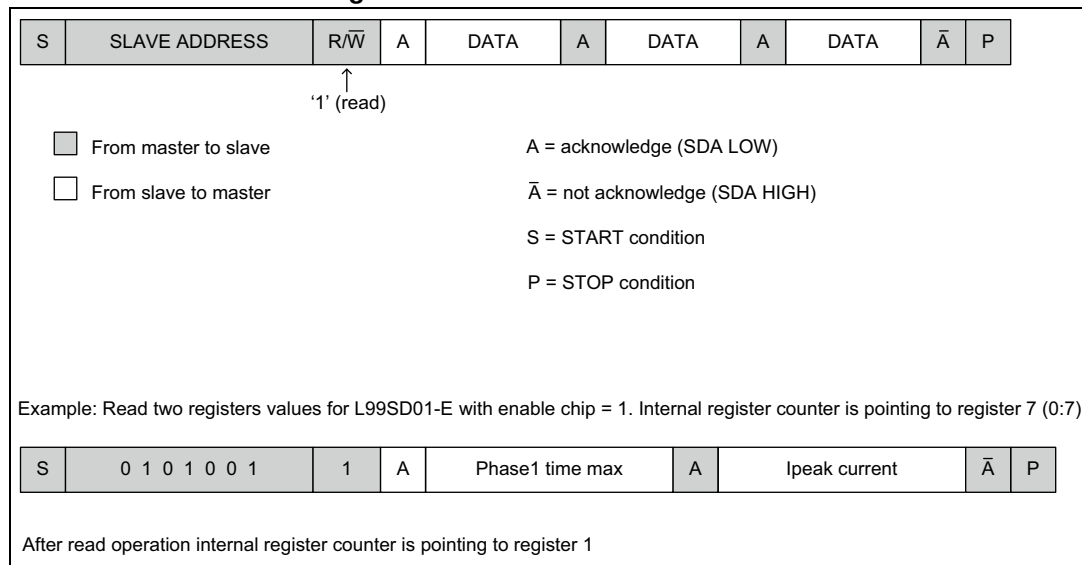 S SLAVE ADDRESS R/W̅ A DATA A DATA A DATA A̅ P
‘1’ (read)
From master to slave
A = acknowledge (SDA LOW)
From slave to master
A̅ = not acknowledge (SDA HIGH)
S = START condition
P = STOP condition
Example: Read two registers values for L99SD01-E with enable chip = 1. Internal register counter is pointing to register 7 (0:7)
S 0 1 0 1 0 0 1 1 A Phase1 time max A Ipeak current A̅ P
After read operation internal register counter is pointing to register 1